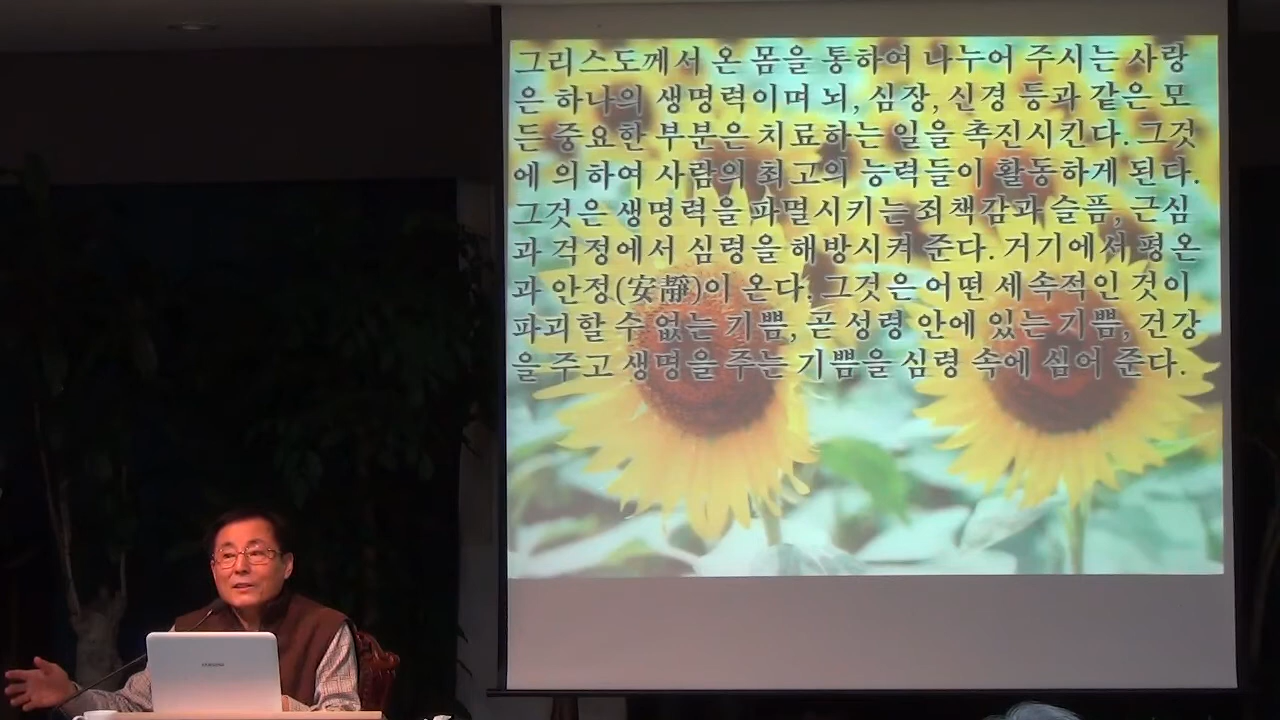 그리스도께서 온 몸을 통하여 나누어 주시는 사랑
은 하나의 생명력이며 뇌, 심장, 신경 등과 같은 모
든 중요한 부분은 치료하는 일을 촉진시킨다. 그것
에 의하여 사람의 최고의 능력들이 활동하게 된다.
그것은 생명력을 파멸시키는 죄책감과 슬픔, 근심
과 걱정에서 심령을 해방시켜 준다. 거기에서 평온
과 안정(安靜)이 온다. 그것은 어떤 세속적인 것이
파괴할 수 없는 기쁨, 곧 성령 안에 있는 기쁨, 건강
을 주고 생명을 주는 기쁨을 심령 속에 심어 준다.
SAMSUNG